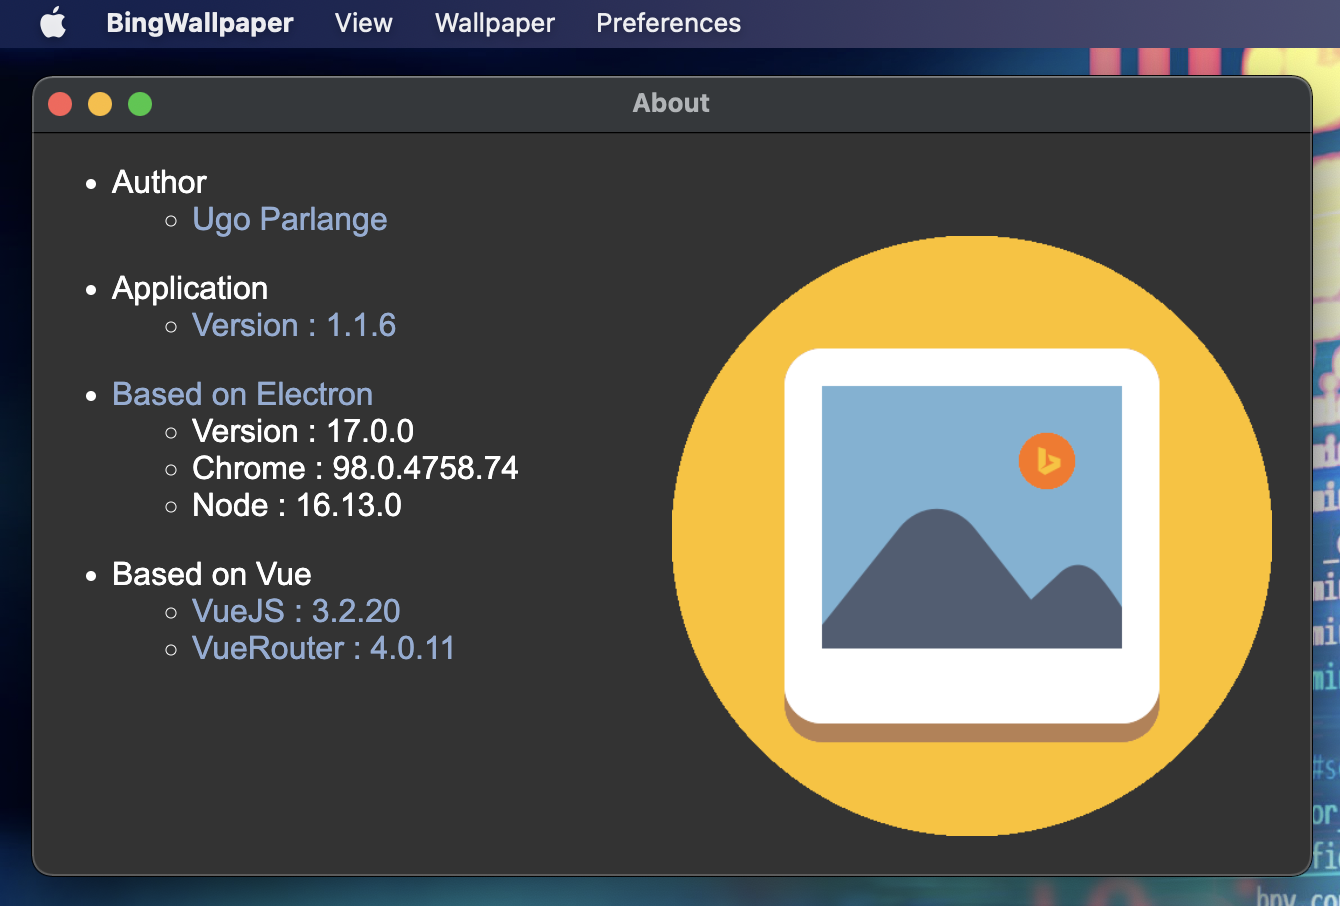 BingWallpaper View Wallpaper Preferences
About
Author
Ugo Parlange
Application
Version : 1.1.6
Based on Electron
Version : 17.0.0
Chrome : 98.0.4758.74
Node : 16.13.0
Based on Vue
VueJS : 3.2.20
VueRouter : 4.0.11